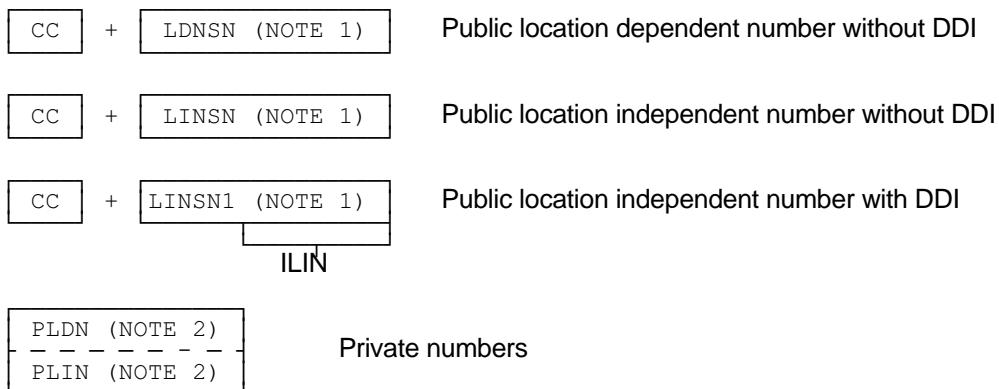 CC + LDNSN (NOTE 1) Public location dependent number without DDI
CC + LINSN (NOTE 1) Public location independent number without DDI
CC + LINSN1 (NOTE 1) Public location independent number with DDI
ILIN
PLDN (NOTE 2)
Private numbers
PLIN (NOTE 2)